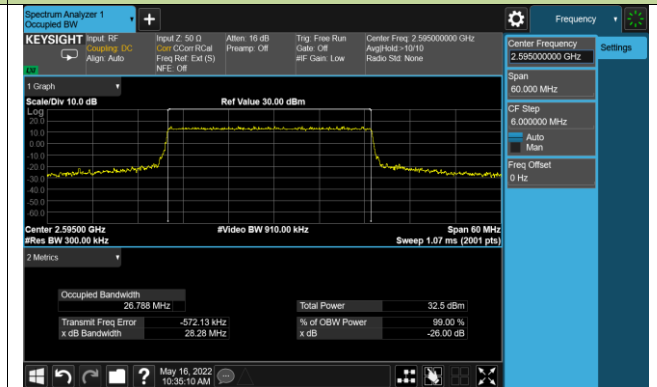 Spectrum Analyzer 1
Occupied BW
KEYSIGHT
Input: RF
Coupling: DC
Align: Auto
Input Z: 50 Ω
Corr CCorr RCal
Freq Ref: Ext (S)
NFE: Off
Atten: 16 dB
Preamp: Off
Trig: Free Run
Gate: Off
#IF Gain: Low
Center Freq: 2.595000000 GHz
Avg|Hold:>10/10
Radio Std: None
Frequency
Center Frequency
2.595000000 GHz
Settings
Span
60.000 MHz
CF Step
6.000000 MHz
Auto
Man
Freq Offset
0 Hz
1 Graph
Scale/Div 10.0 dB
Ref Value 30.00 dBm
Log
20.0
10.0
0.00
-10.0
-20.0
-30.0
-40.0
-50.0
-60.0
Center 2.59500 GHz
#Video BW 910.00 kHz
Span 60 MHz
#Res BW 300.00 kHz
Sweep 1.07 ms (2001 pts)
2 Metrics
Occupied Bandwidth
26.788 MHz
Total Power 32.5 dBm
Transmit Freq Error -572.13 kHz
% of OBW Power 99.00 %
x dB Bandwidth 28.28 MHz
x dB -26.00 dB
?
May 16, 2022
10:35:10 AM